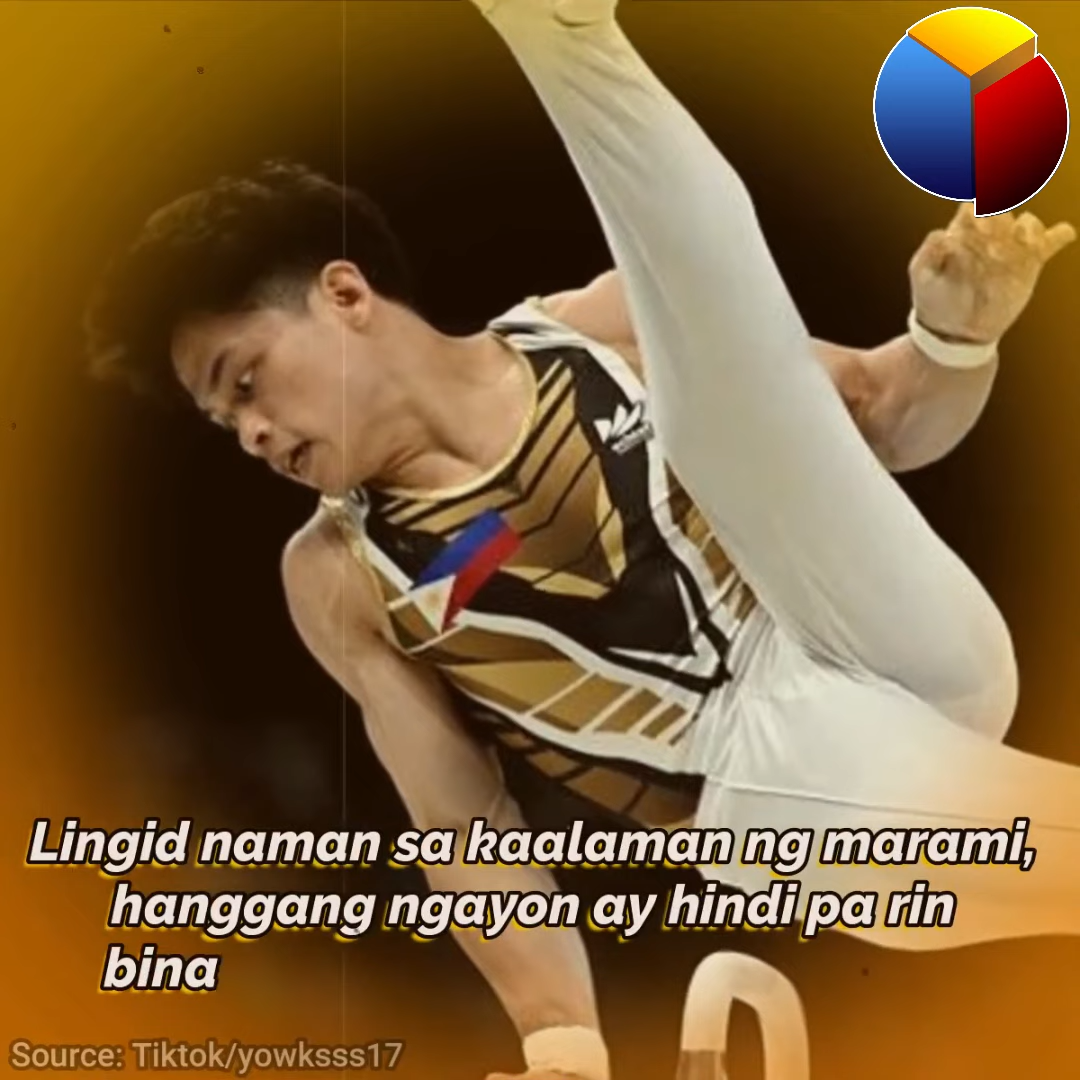 Lingid naman sa kaalaman ng marami,
hanggang ngayon ay hindi pa rin
bina
Source: Tiktok/yowksss17